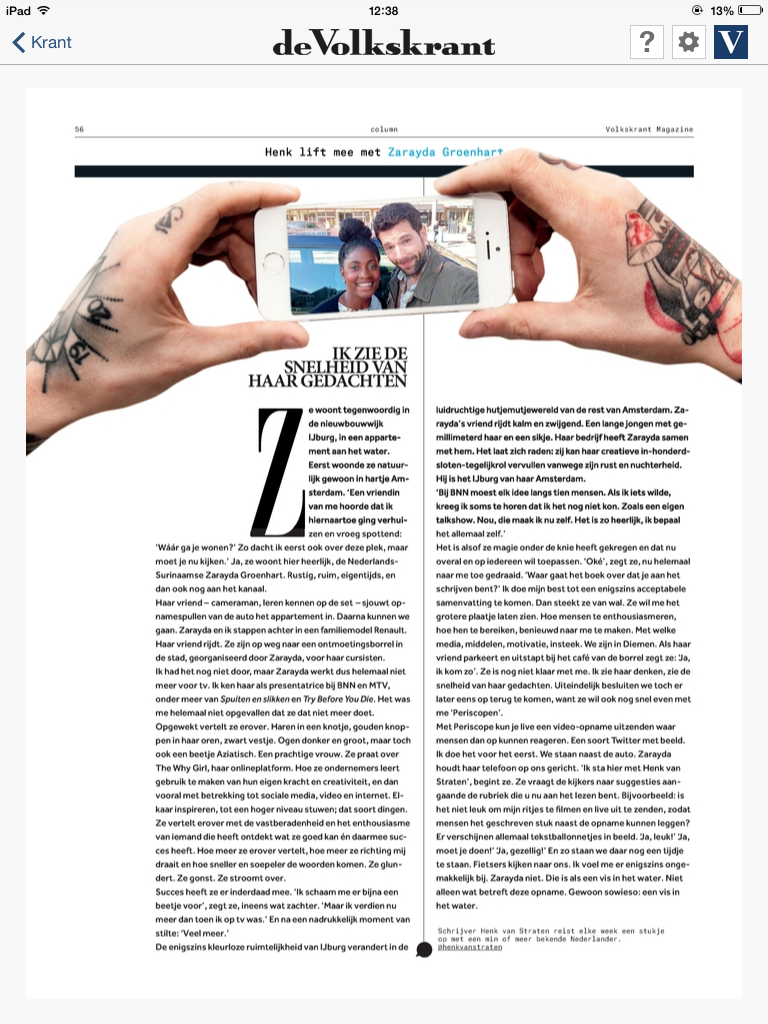 iPad 12:38 13%
Krant
deVolkskrant
?
V
56 column Volkskrant Magazine
Henk lift mee met Zarayda Groenhart
IK ZIE DE
SNELHEID VAN
HAAR GEDACHTEN
Ze woont tegenwoordig in
de nieuwbouwwijk
IJburg, in een apparte-
ment aan het water.
Eerst woonde ze natuur-
lijk gewoon in hartje Am-
sterdam. ‘Een vriendin
van me hoorde dat ik
hiernaartoe ging verhui-
zen en vroeg spottend:
‘Wáár ga je wonen?’ Zo dacht ik eerst ook over deze plek, maar
moet je nu kijken.’ Ja, ze woont hier heerlijk, de Nederlands-
Surinaamse Zarayda Groenhart. Rustig, ruim, eigentijds, en
dan ook nog aan het kanaal.
Haar vriend – cameraman, leren kennen op de set – sjouwt op-
namespullen van de auto het appartement in. Daarna kunnen we
gaan. Zarayda en ik stappen achter in een familiemodel Renault.
Haar vriend rijdt. Ze zijn op weg naar een ontmoetingsborrel in
de stad, georganiseerd door Zarayda, voor haar cursisten.
Ik had het nog niet door, maar Zarayda werkt dus helemaal niet
meer voor tv. Ik ken haar als presentatrice bij BNN en MTV,
onder meer van Spuiten en slikken en Try Before You Die. Het was
me helemaal niet opgevallen dat ze dat niet meer doet.
Opgewekt vertelt ze erover. Haren in een knotje, gouden knop-
pen in haar oren, zwart vestje. Ogen donker en groot, maar toch
ook een beetje Aziatisch. Een prachtige vrouw. Ze praat over
The Why Girl, haar onlineplatform. Hoe ze ondernemers leert
gebruik te maken van hun eigen kracht en creativiteit, en dan
vooral met betrekking tot sociale media, video en internet. El-
kaar inspireren, tot een hoger niveau stuwen; dat soort dingen.
Ze vertelt erover met de vastberadenheid en het enthousiasme
van iemand die heeft ontdekt wat ze goed kan én daarmee suc-
ces heeft. Hoe meer ze erover vertelt, hoe meer ze richting mij
draait en hoe sneller en soepeler de woorden komen. Ze glun-
dert. Ze gonst. Ze stroomt over.
Succes heeft ze er inderdaad mee. ‘Ik schaam me er bijna een
beetje voor’, zegt ze, ineens wat zachter. ‘Maar ik verdien nu
meer dan toen ik op tv was.’ En na een nadrukkelijk moment van
stilte: ‘Veel meer.’
De enigszins kleurloze ruimtelijkheid van IJburg verandert in de
luidruchtige hutjemutjewereld van de rest van Amsterdam. Za-
rayda’s vriend rijdt kalm en zwijgend. Een lange jongen met ge-
millimeterd haar en een sikje. Haar bedrijf heeft Zarayda samen
met hem. Het laat zich raden: zij kan haar creatieve in-honderd-
sloten-tegelijkrol vervullen vanwege zijn rust en nuchterheid.
Hij is het IJburg van haar Amsterdam.
‘Bij BNN moest elk idee langs tien mensen. Als ik iets wilde,
kreeg ik soms te horen dat ik het nog niet kon. Zoals een eigen
talkshow. Nou, die maak ik nu zelf. Het is zo heerlijk, ik bepaal
het allemaal zelf.’
Het is alsof ze magie onder de knie heeft gekregen en dat nu
overal en op iedereen wil toepassen. ‘Oké’, zegt ze, nu helemaal
naar me toe gedraaid. ‘Waar gaat het boek over dat je aan het
schrijven bent?’ Ik doe mijn best tot een enigszins acceptabele
samenvatting te komen. Dan steekt ze van wal. Ze wil me het
grotere plaatje laten zien. Hoe mensen te enthousiasmeren,
hoe hen te bereiken, benieuwd naar me te maken. Met welke
media, middelen, motivatie, insteek. We zijn in Diemen. Als haar
vriend parkeert en uitstapt bij het café van de borrel zegt ze: ‘Ja,
ik kom zo’. Ze is nog niet klaar met me. Ik zie haar denken, zie de
snelheid van haar gedachten. Uiteindelijk besluiten we toch er
later eens op terug te komen, want ze wil ook nog snel even met
me ‘Periscopen’.
Met Periscope kun je live een video-opname uitzenden waar
mensen dan op kunnen reageren. Een soort Twitter met beeld.
Ik doe het voor het eerst. We staan naast de auto. Zarayda
houdt haar telefoon op ons gericht. ‘Ik sta hier met Henk van
Straten’, begint ze. Ze vraagt de kijkers naar suggesties aan-
gaande de rubriek die u nu aan het lezen bent. Bijvoorbeeld: is
het niet leuk om mijn ritjes te filmen en live uit te zenden, zodat
mensen het geschreven stuk naast de opname kunnen leggen?
Er verschijnen allemaal tekstballonnetjes in beeld. ‘Ja, leuk!’ ‘Ja,
moet je doen!’ ‘Ja, gezellig!’ En zo staan we daar nog een tijdje
te staan. Fietsers kijken naar ons. Ik voel me er enigszins onge-
makkelijk bij. Zarayda niet. Die is als een vis in het water. Niet
alleen wat betreft deze opname. Gewoon sowieso: een vis in
het water.
Schrijver Henk van Straten reist elke week een stukje
op met een min of meer bekende Nederlander.
@henkvanstraten